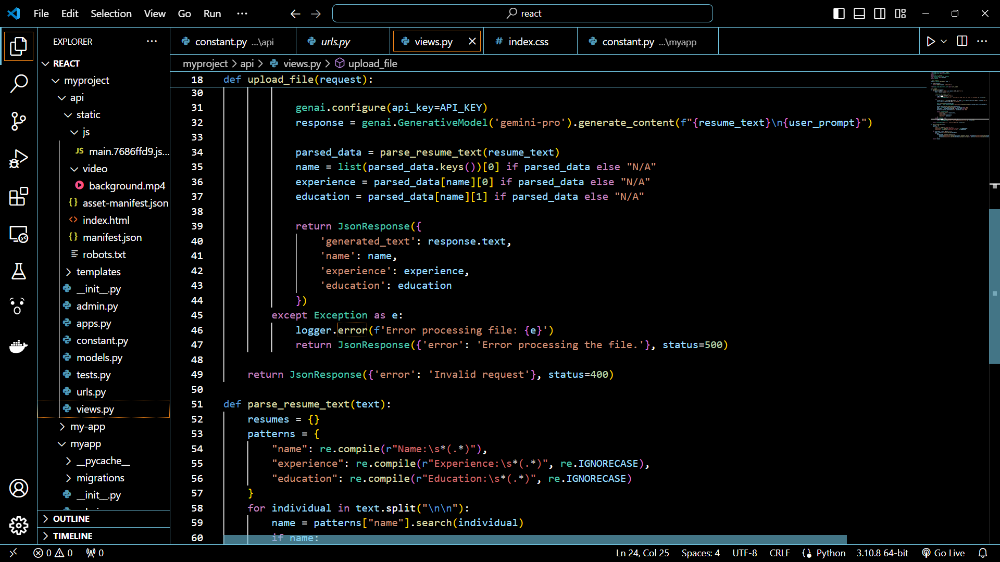 File Edit Selection View Go Run ···
react
EXPLORER ···
REACT
myproject
api
static
js
JS main.7686ffd9.js...
video
background.mp4
{} asset-manifest.json
<> index.html
{} manifest.json
robots.txt
templates
__init__.py
admin.py
apps.py
constant.py
models.py
tests.py
urls.py
views.py
my-app
myapp
__pycache__
migrations
__init__.py
OUTLINE
TIMELINE
constant.py ...\api
urls.py
views.py
# index.css
constant.py ...\myapp
myproject > api > views.py > upload_file
18 def upload_file(request):
30
31 genai.configure(api_key=API_KEY)
32 response = genai.GenerativeModel('gemini-pro').generate_content(f"{resume_text}\n{user_prompt}")
33
34 parsed_data = parse_resume_text(resume_text)
35 name = list(parsed_data.keys())[0] if parsed_data else "N/A"
36 experience = parsed_data[name][0] if parsed_data else "N/A"
37 education = parsed_data[name][1] if parsed_data else "N/A"
38
39 return JsonResponse({
40 'generated_text': response.text,
41 'name': name,
42 'experience': experience,
43 'education': education
44 })
45 except Exception as e:
46 logger.error(f'Error processing file: {e}')
47 return JsonResponse({'error': 'Error processing the file.'}, status=500)
48
49 return JsonResponse({'error': 'Invalid request'}, status=400)
50
51 def parse_resume_text(text):
52 resumes = {}
53 patterns = {
54 "name": re.compile(r"Name:\s*(.*)"),
55 "experience": re.compile(r"Experience:\s*(.*)", re.IGNORECASE),
56 "education": re.compile(r"Education:\s*(.*)", re.IGNORECASE)
57 }
58 for individual in text.split("\n\n"):
59 name = patterns["name"].search(individual)
60 if name:
0 0 0
Ln 24, Col 25 Spaces: 4 UTF-8 CRLF {} Python 3.10.8 64-bit Go Live